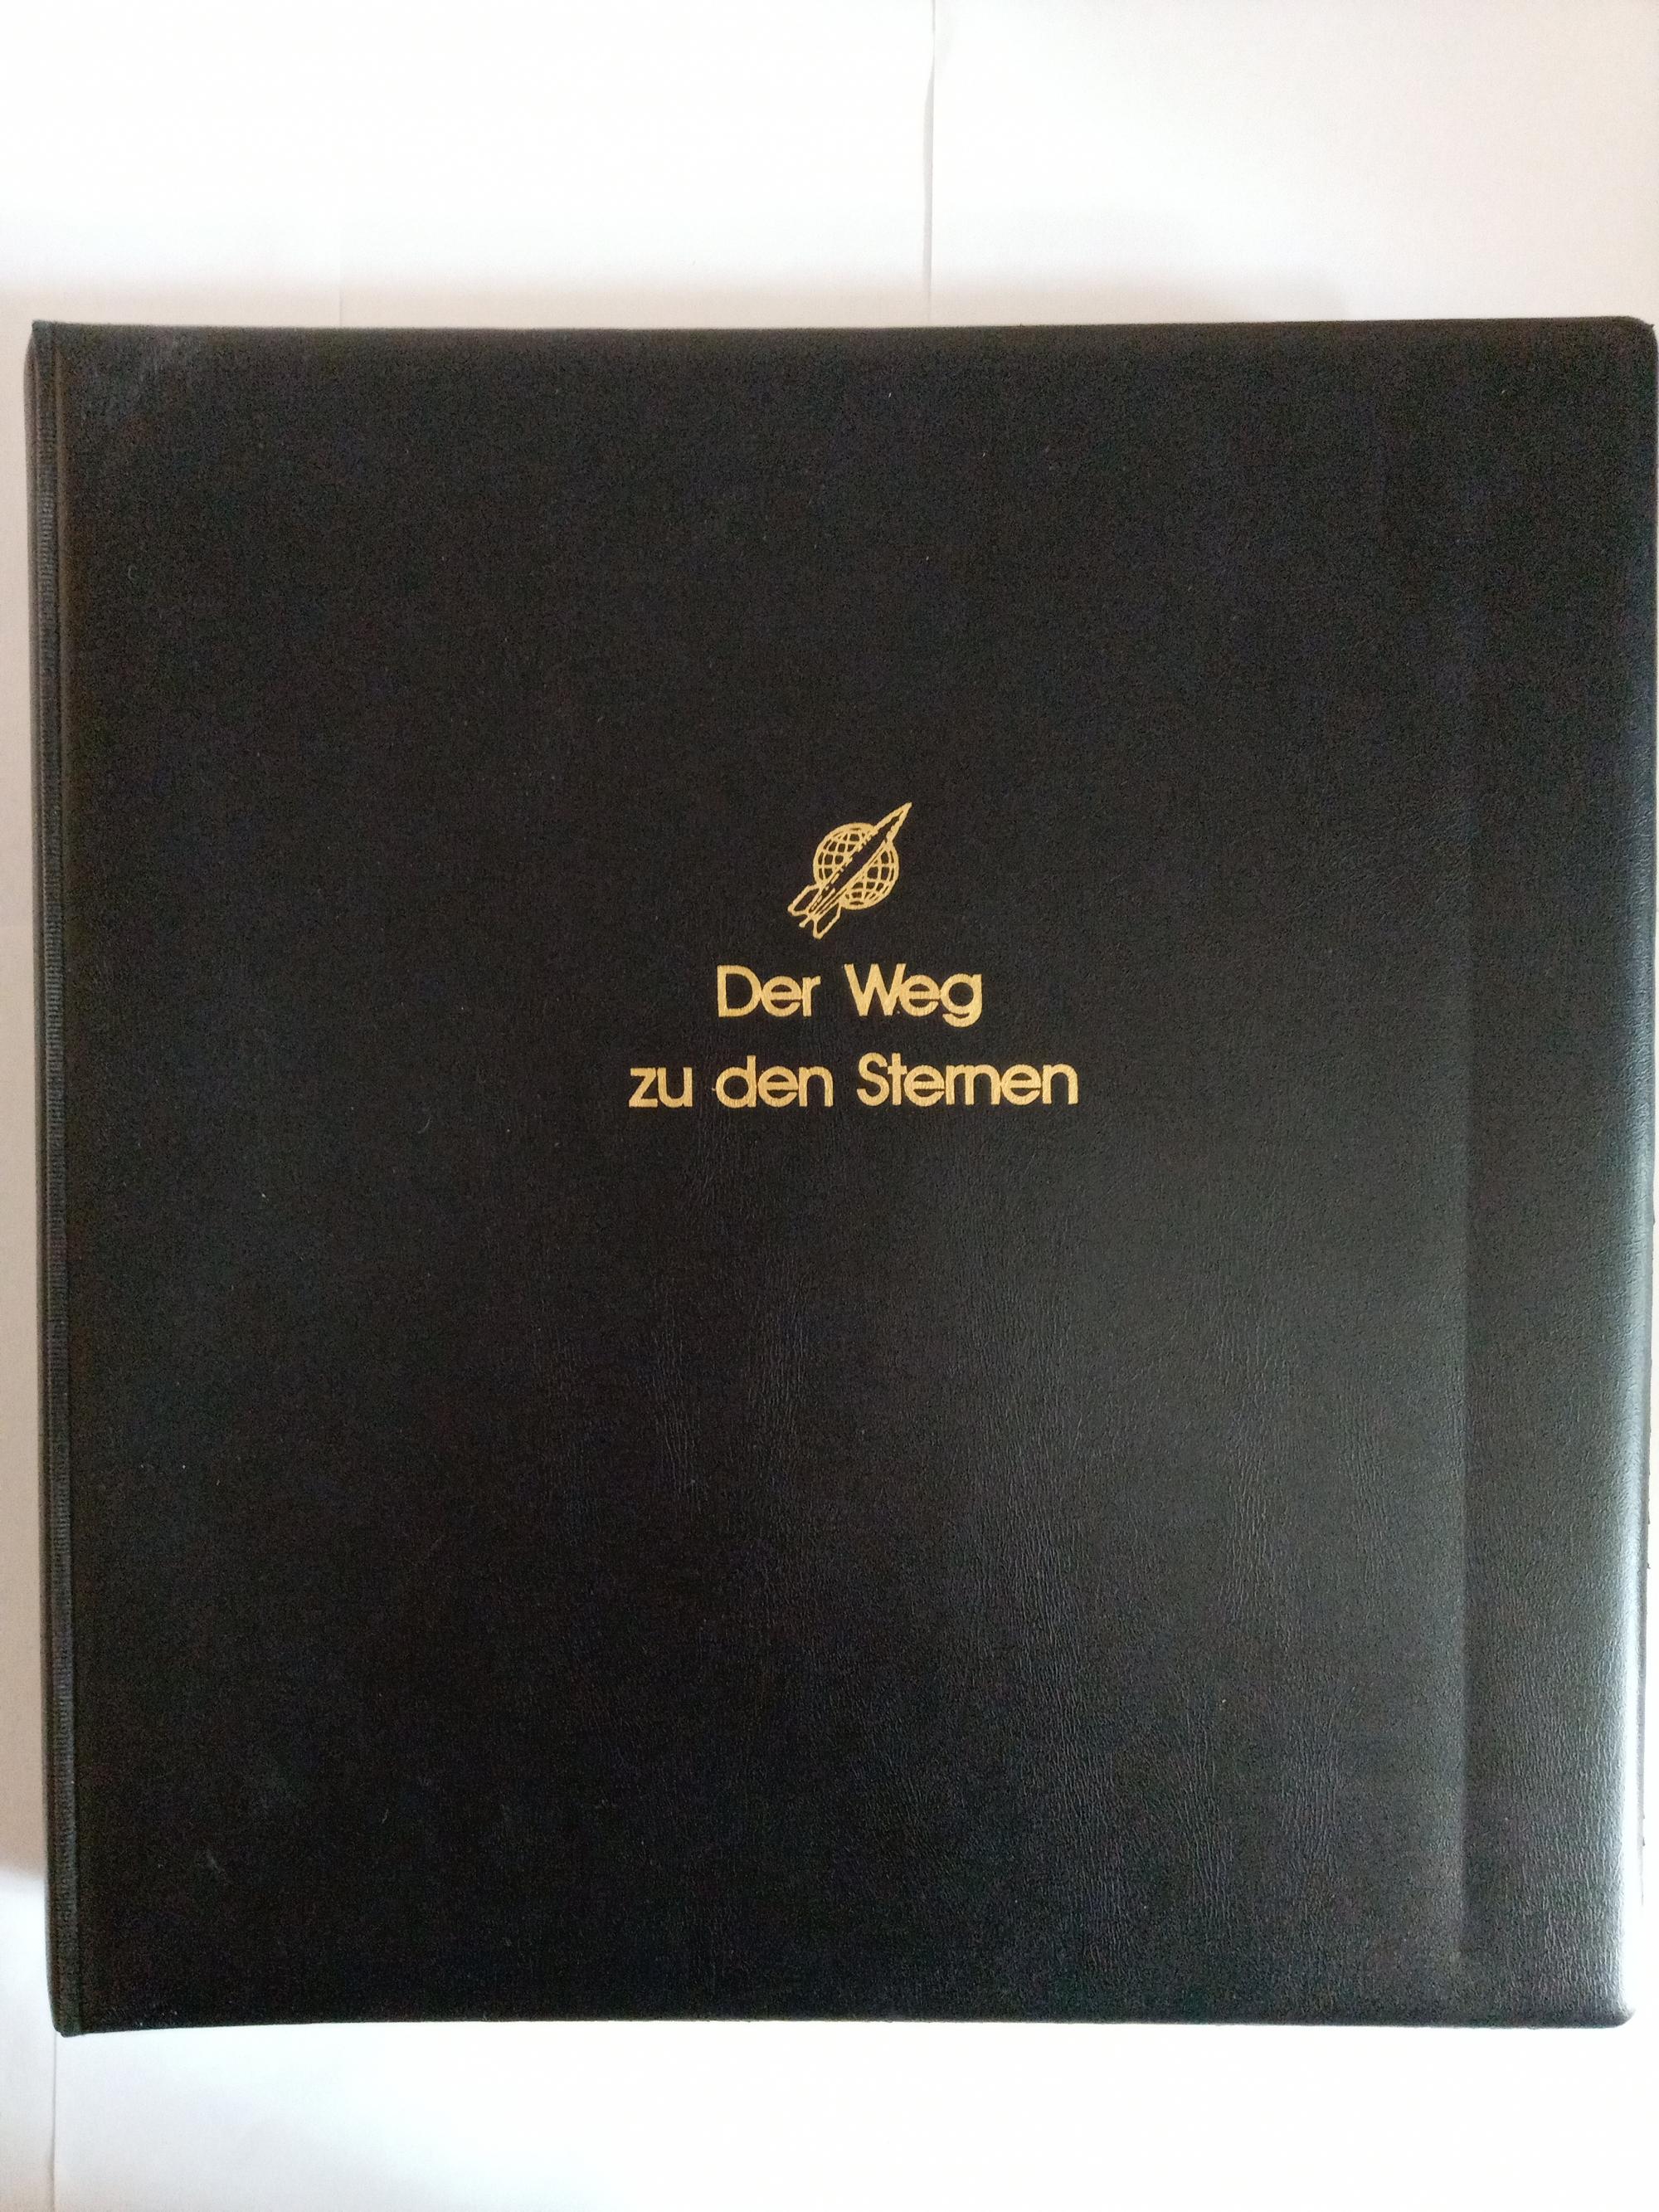 Der Weg
zu den Sternen